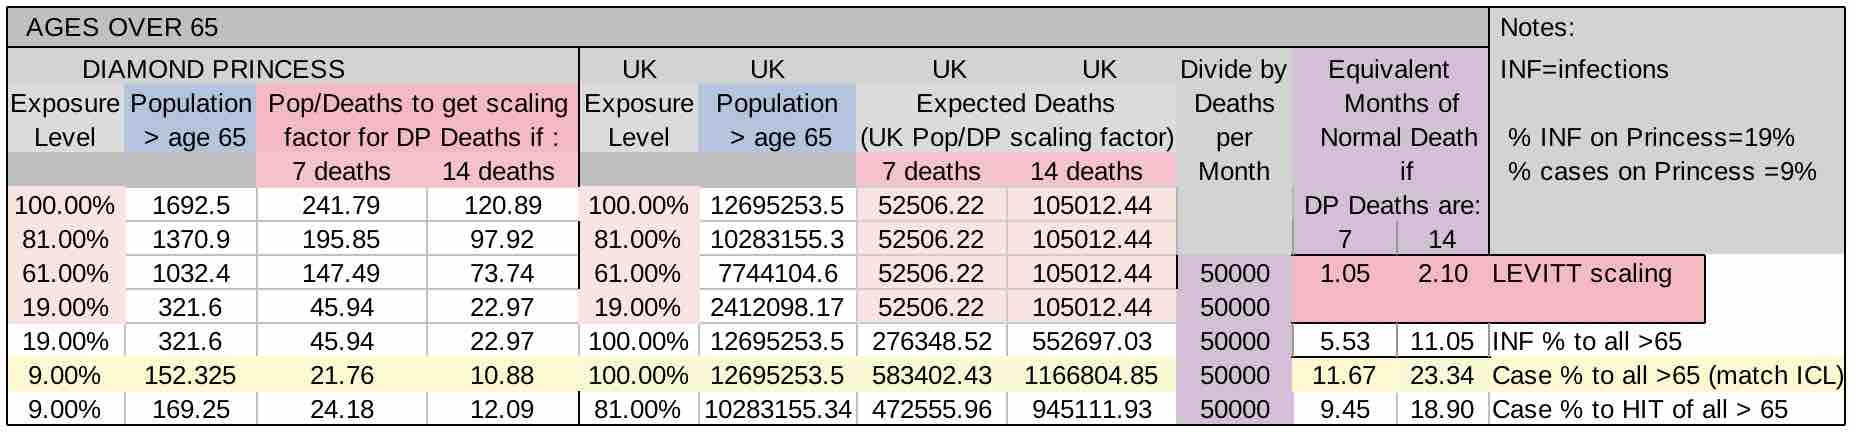 AGES OVER 65 Notes:
DIAMOND PRINCESS UK UK UK UK Divide by Equivalent INF=infections
Exposure Population Pop/Deaths to get scaling Exposure Population Expected Deaths Deaths Months of
Level > age 65 factor for DP Deaths if : Level > age 65 (UK Pop/DP scaling factor) per Normal Death % INF on Princess=19%
7 deaths 14 deaths 7 deaths 14 deaths Month if % cases on Princess =9%
100.00% 1692.5 241.79 120.89 100.00% 12695253.5 52506.22 105012.44 DP Deaths are:
81.00% 1370.9 195.85 97.92 81.00% 10283155.3 52506.22 105012.44 7 14
61.00% 1032.4 147.49 73.74 61.00% 7744104.6 52506.22 105012.44 50000 1.05 2.10 LEVITT scaling
19.00% 321.6 45.94 22.97 19.00% 2412098.17 52506.22 105012.44 50000
19.00% 321.6 45.94 22.97 100.00% 12695253.5 276348.52 552697.03 50000 5.53 11.05 INF % to all >65
9.00% 152.325 21.76 10.88 100.00% 12695253.5 583402.43 1166804.85 50000 11.67 23.34 Case % to all >65 (match ICL)
9.00% 169.25 24.18 12.09 81.00% 10283155.34 472555.96 945111.93 50000 9.45 18.90 Case % to HIT of all > 65